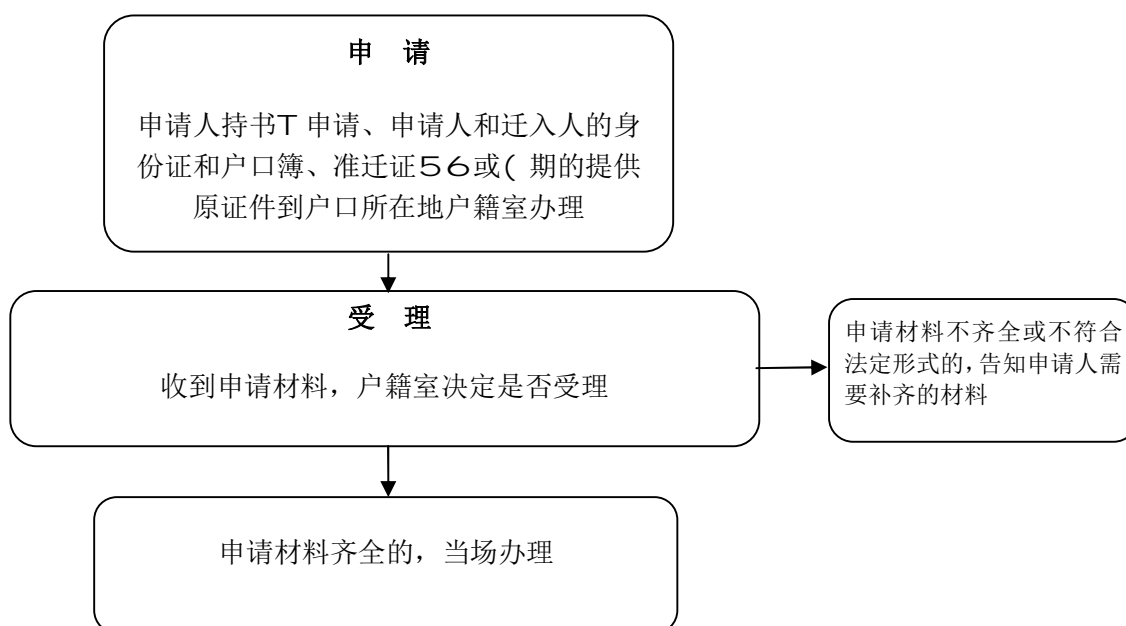 申 请
申请人持书T 申请、申请人和迁入人的身
份证和户口簿、准迁证56或( 期的提供
原证件到户口所在地户籍室办理
受 理
收到申请材料，户籍室决定是否受理
申请材料不齐全或不符合
法定形式的，告知申请人需
要补齐的材料
申请材料齐全的，当场办理